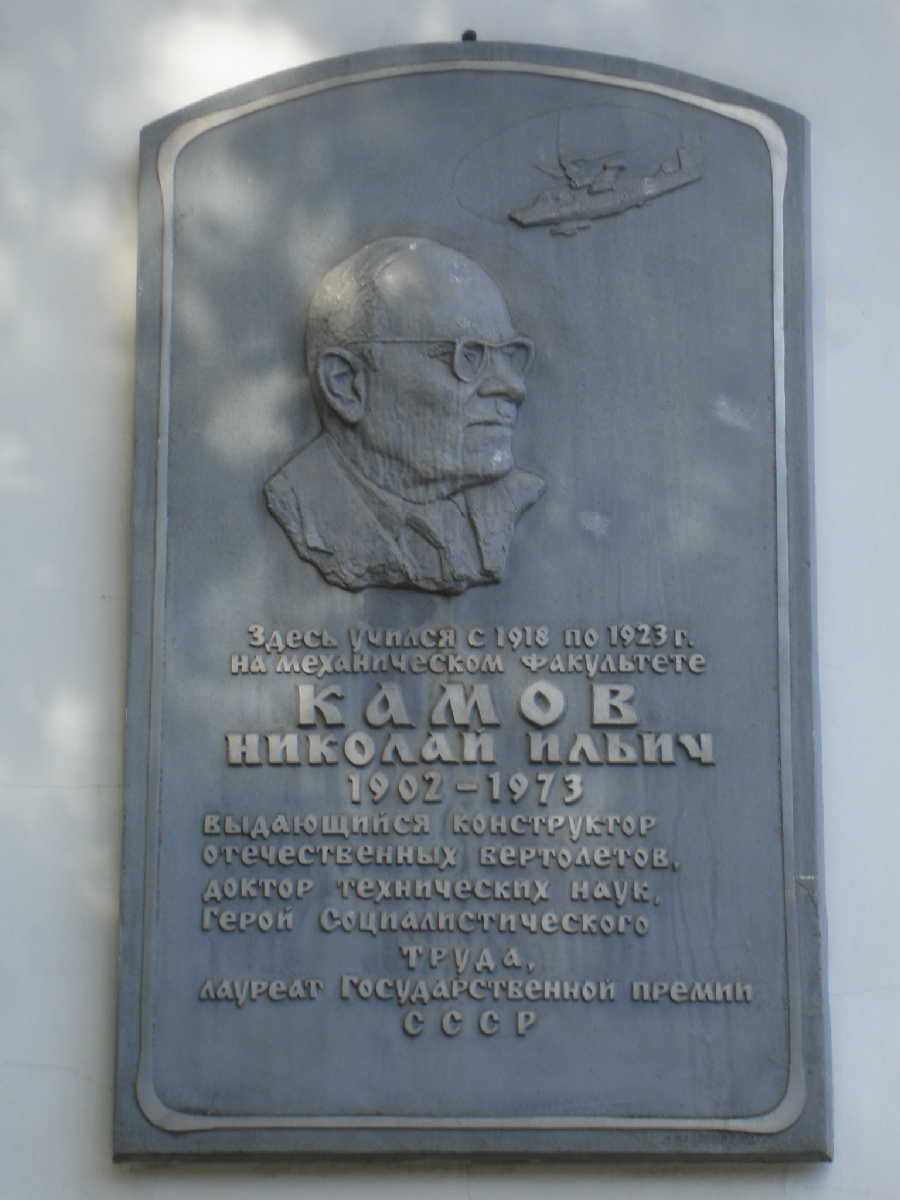 Здесь учился с 1918 по 1923 г.
на механическом факультете
КАМОВ
НИКОЛАЙ ИЛЬИЧ
1902 – 1973
выдающийся конструктор
отечественных вертолетов,
доктор технических наук,
Герой Социалистического
Труда,
лауреат Государственной премии
СССР